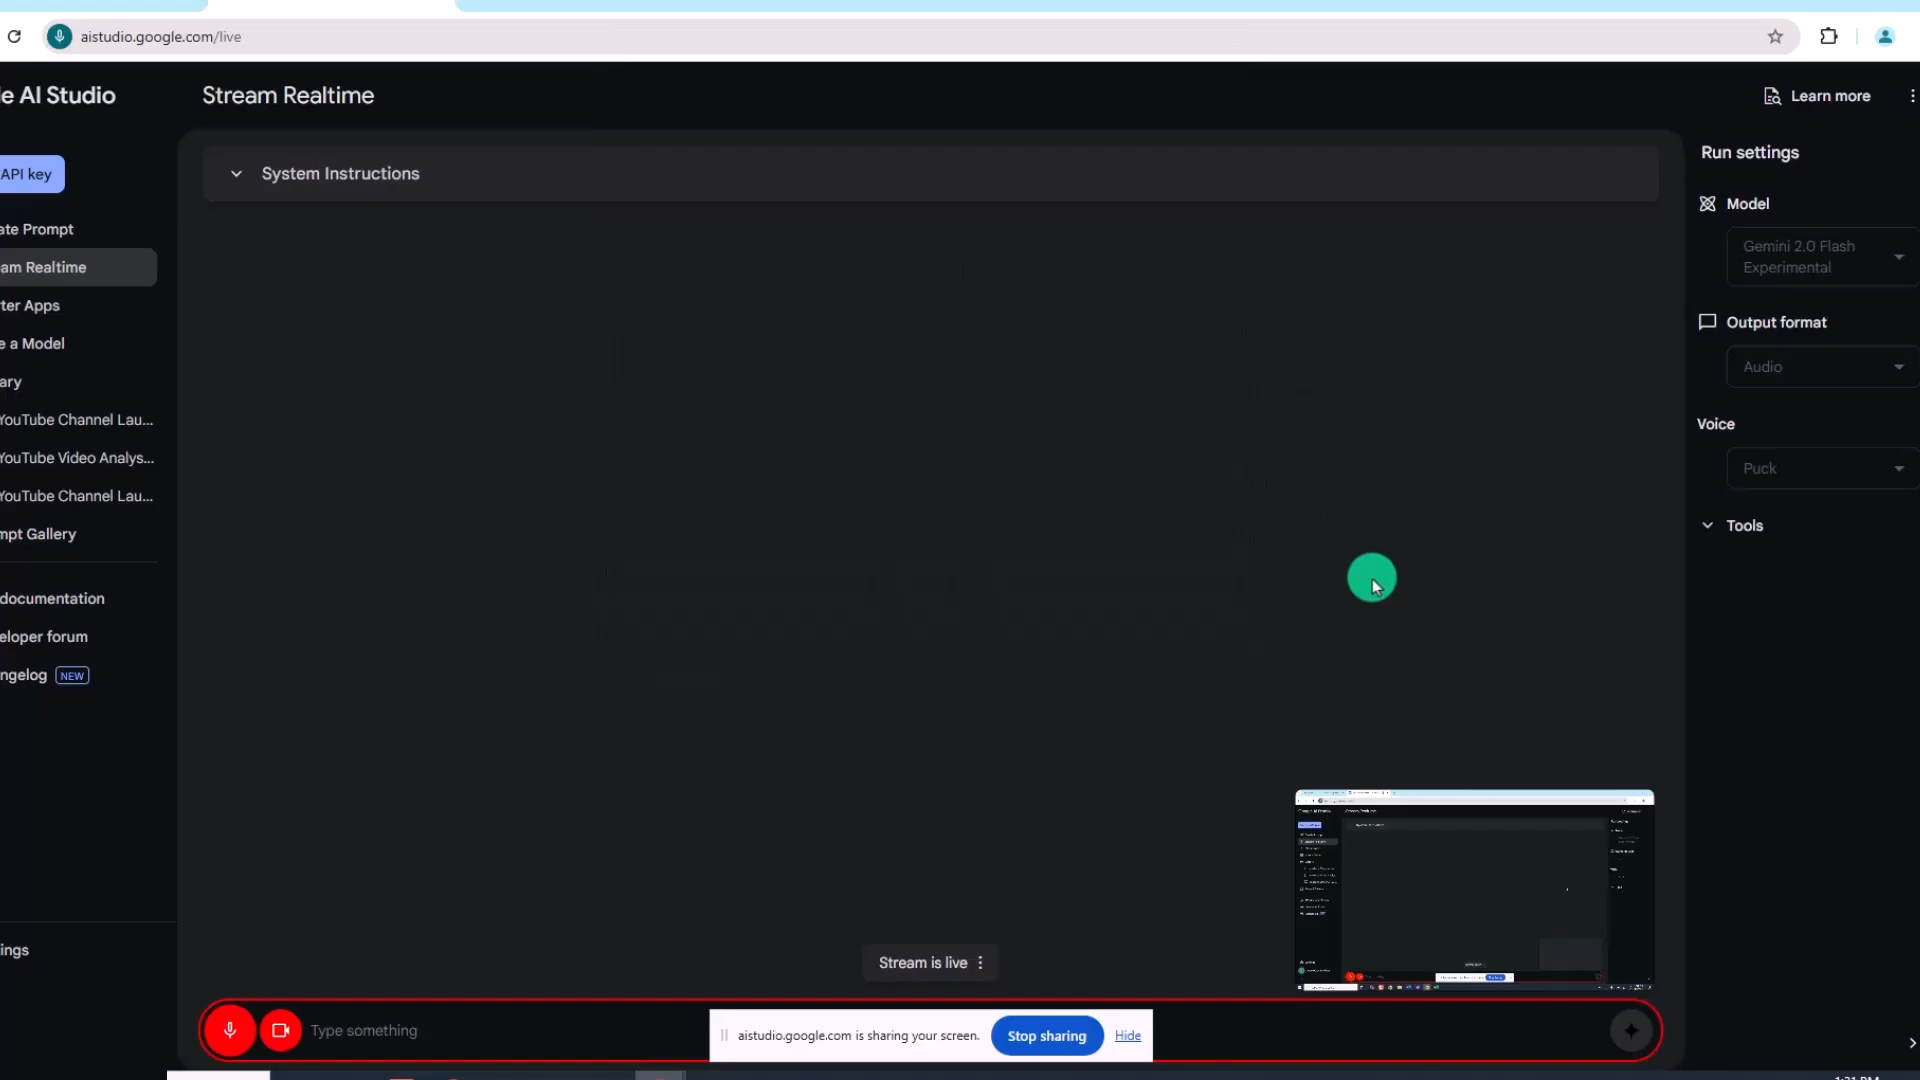 aistudio.google.com/live
e AI Studio
Stream Realtime
Learn more
API key
System Instructions
Run settings
ate Prompt
Model
am Realtime
Gemini 2.0 Flash
Experimental
ter Apps
Output format
e a Model
Audio
ary
YouTube Channel Lau...
Voice
YouTube Video Analys...
Puck
YouTube Channel Lau...
Tools
mpt Gallery
documentation
eloper forum
ngelog NEW
ings
Stream is live
Type something
aistudio.google.com is sharing your screen. Stop sharing Hide